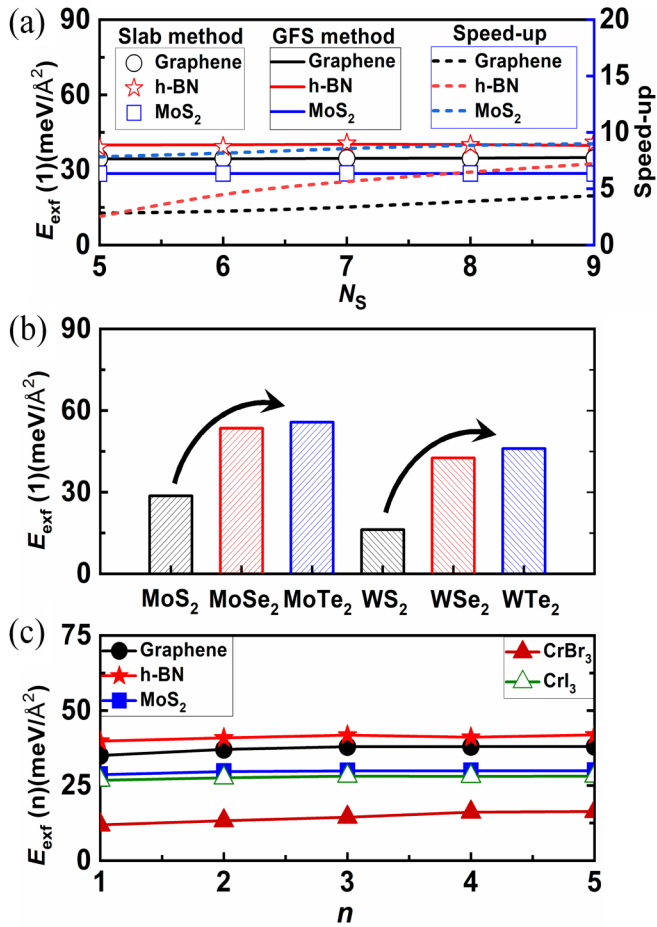 (a)
Slab method
Graphene
h-BN
MoS2
GFS method
Graphene
h-BN
MoS2
Speed-up
Graphene
h-BN
MoS2
90
60
30
0
Eexf (1)(meV/Å²)
20
15
10
5
0
Speed-up
5 6 7 8 9
NS
(b)
90
60
30
0
Eexf (1)(meV/Å²)
MoS2 MoSe2 MoTe2 WS2 WSe2 WTe2
(c)
Graphene
h-BN
MoS2
CrBr3
CrI3
75
50
25
0
Eexf (n)(meV/Å²)
1 2 3 4 5
n